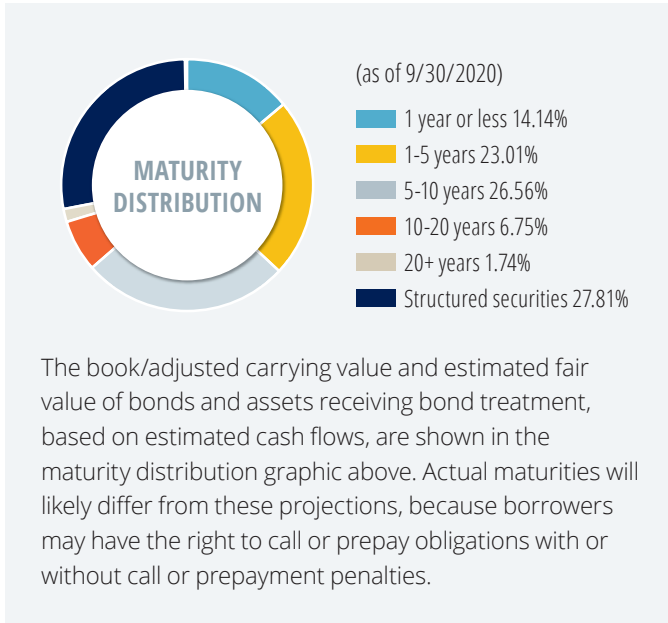 (as of 9/30/2020)
MATURITY
DISTRIBUTION
1 year or less 14.14%
1-5 years 23.01%
5-10 years 26.56%
10-20 years 6.75%
20+ years 1.74%
Structured securities 27.81%
The book/adjusted carrying value and estimated fair
value of bonds and assets receiving bond treatment,
based on estimated cash flows, are shown in the
maturity distribution graphic above. Actual maturities will
likely differ from these projections, because borrowers
may have the right to call or prepay obligations with or
without call or prepayment penalties.